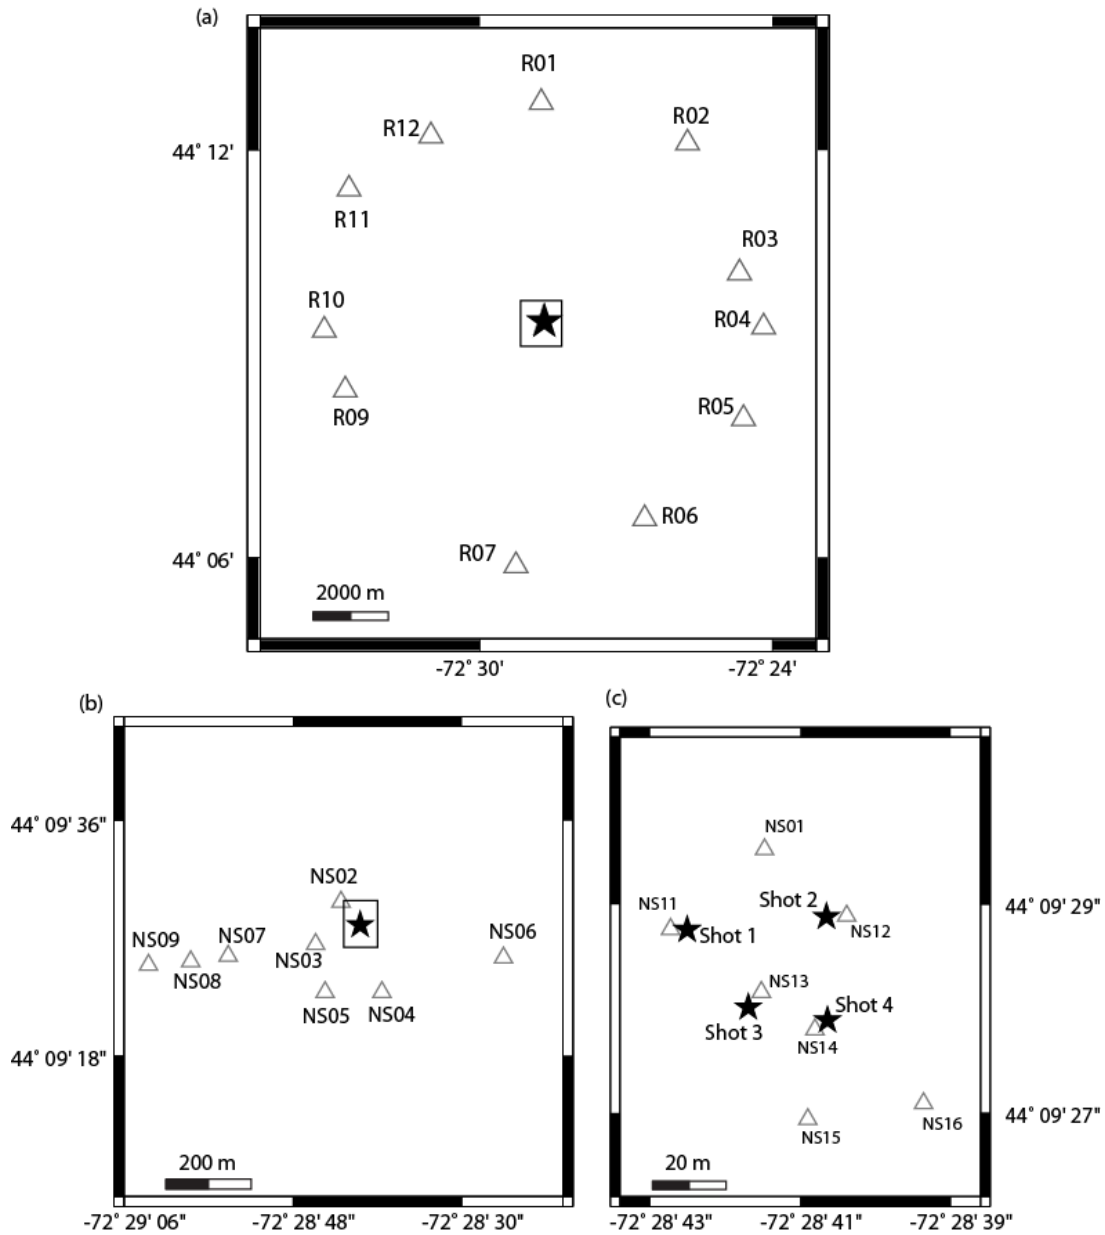 (a)
R01
R12
R02
44° 12'
R11
R03
R10
R04
R09
R05
R06
R07
44° 06'
2000 m
-72° 30'
-72° 24'
(b)
44° 09' 36"
NS02
NS09
NS07
NS06
NS03
NS08
NS05
NS04
44° 09' 18"
200 m
-72° 29' 06"
-72° 28' 48"
-72° 28' 30"
(c)
NS01
Shot 2
NS11
44° 09' 29"
Shot 1
NS12
NS13
Shot 4
Shot 3
NS14
44° 09' 27"
NS15
NS16
20 m
-72° 28' 43"
-72° 28' 41"
-72° 28' 39"